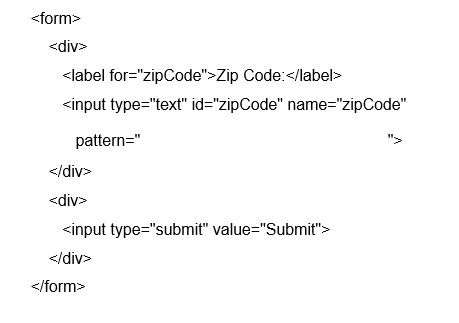 <form>
<div>
<label for="zipCode">Zip Code:</label>
<input type="text" id="zipCode" name="zipCode"
pattern=" ">
</div>
<div>
<input type="submit" value="Submit">
</div>
</form>